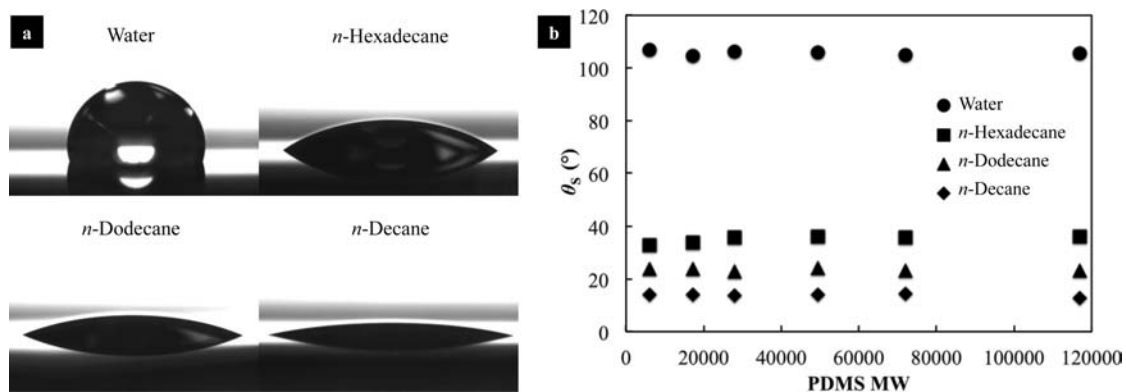 a
Water
n-Hexadecane
n-Dodecane
n-Decane
b
120
100
80
60
40
20
0
θs (°)
Water
n-Hexadecane
n-Dodecane
n-Decane
0 20000 40000 60000 80000 100000 120000
PDMS MW